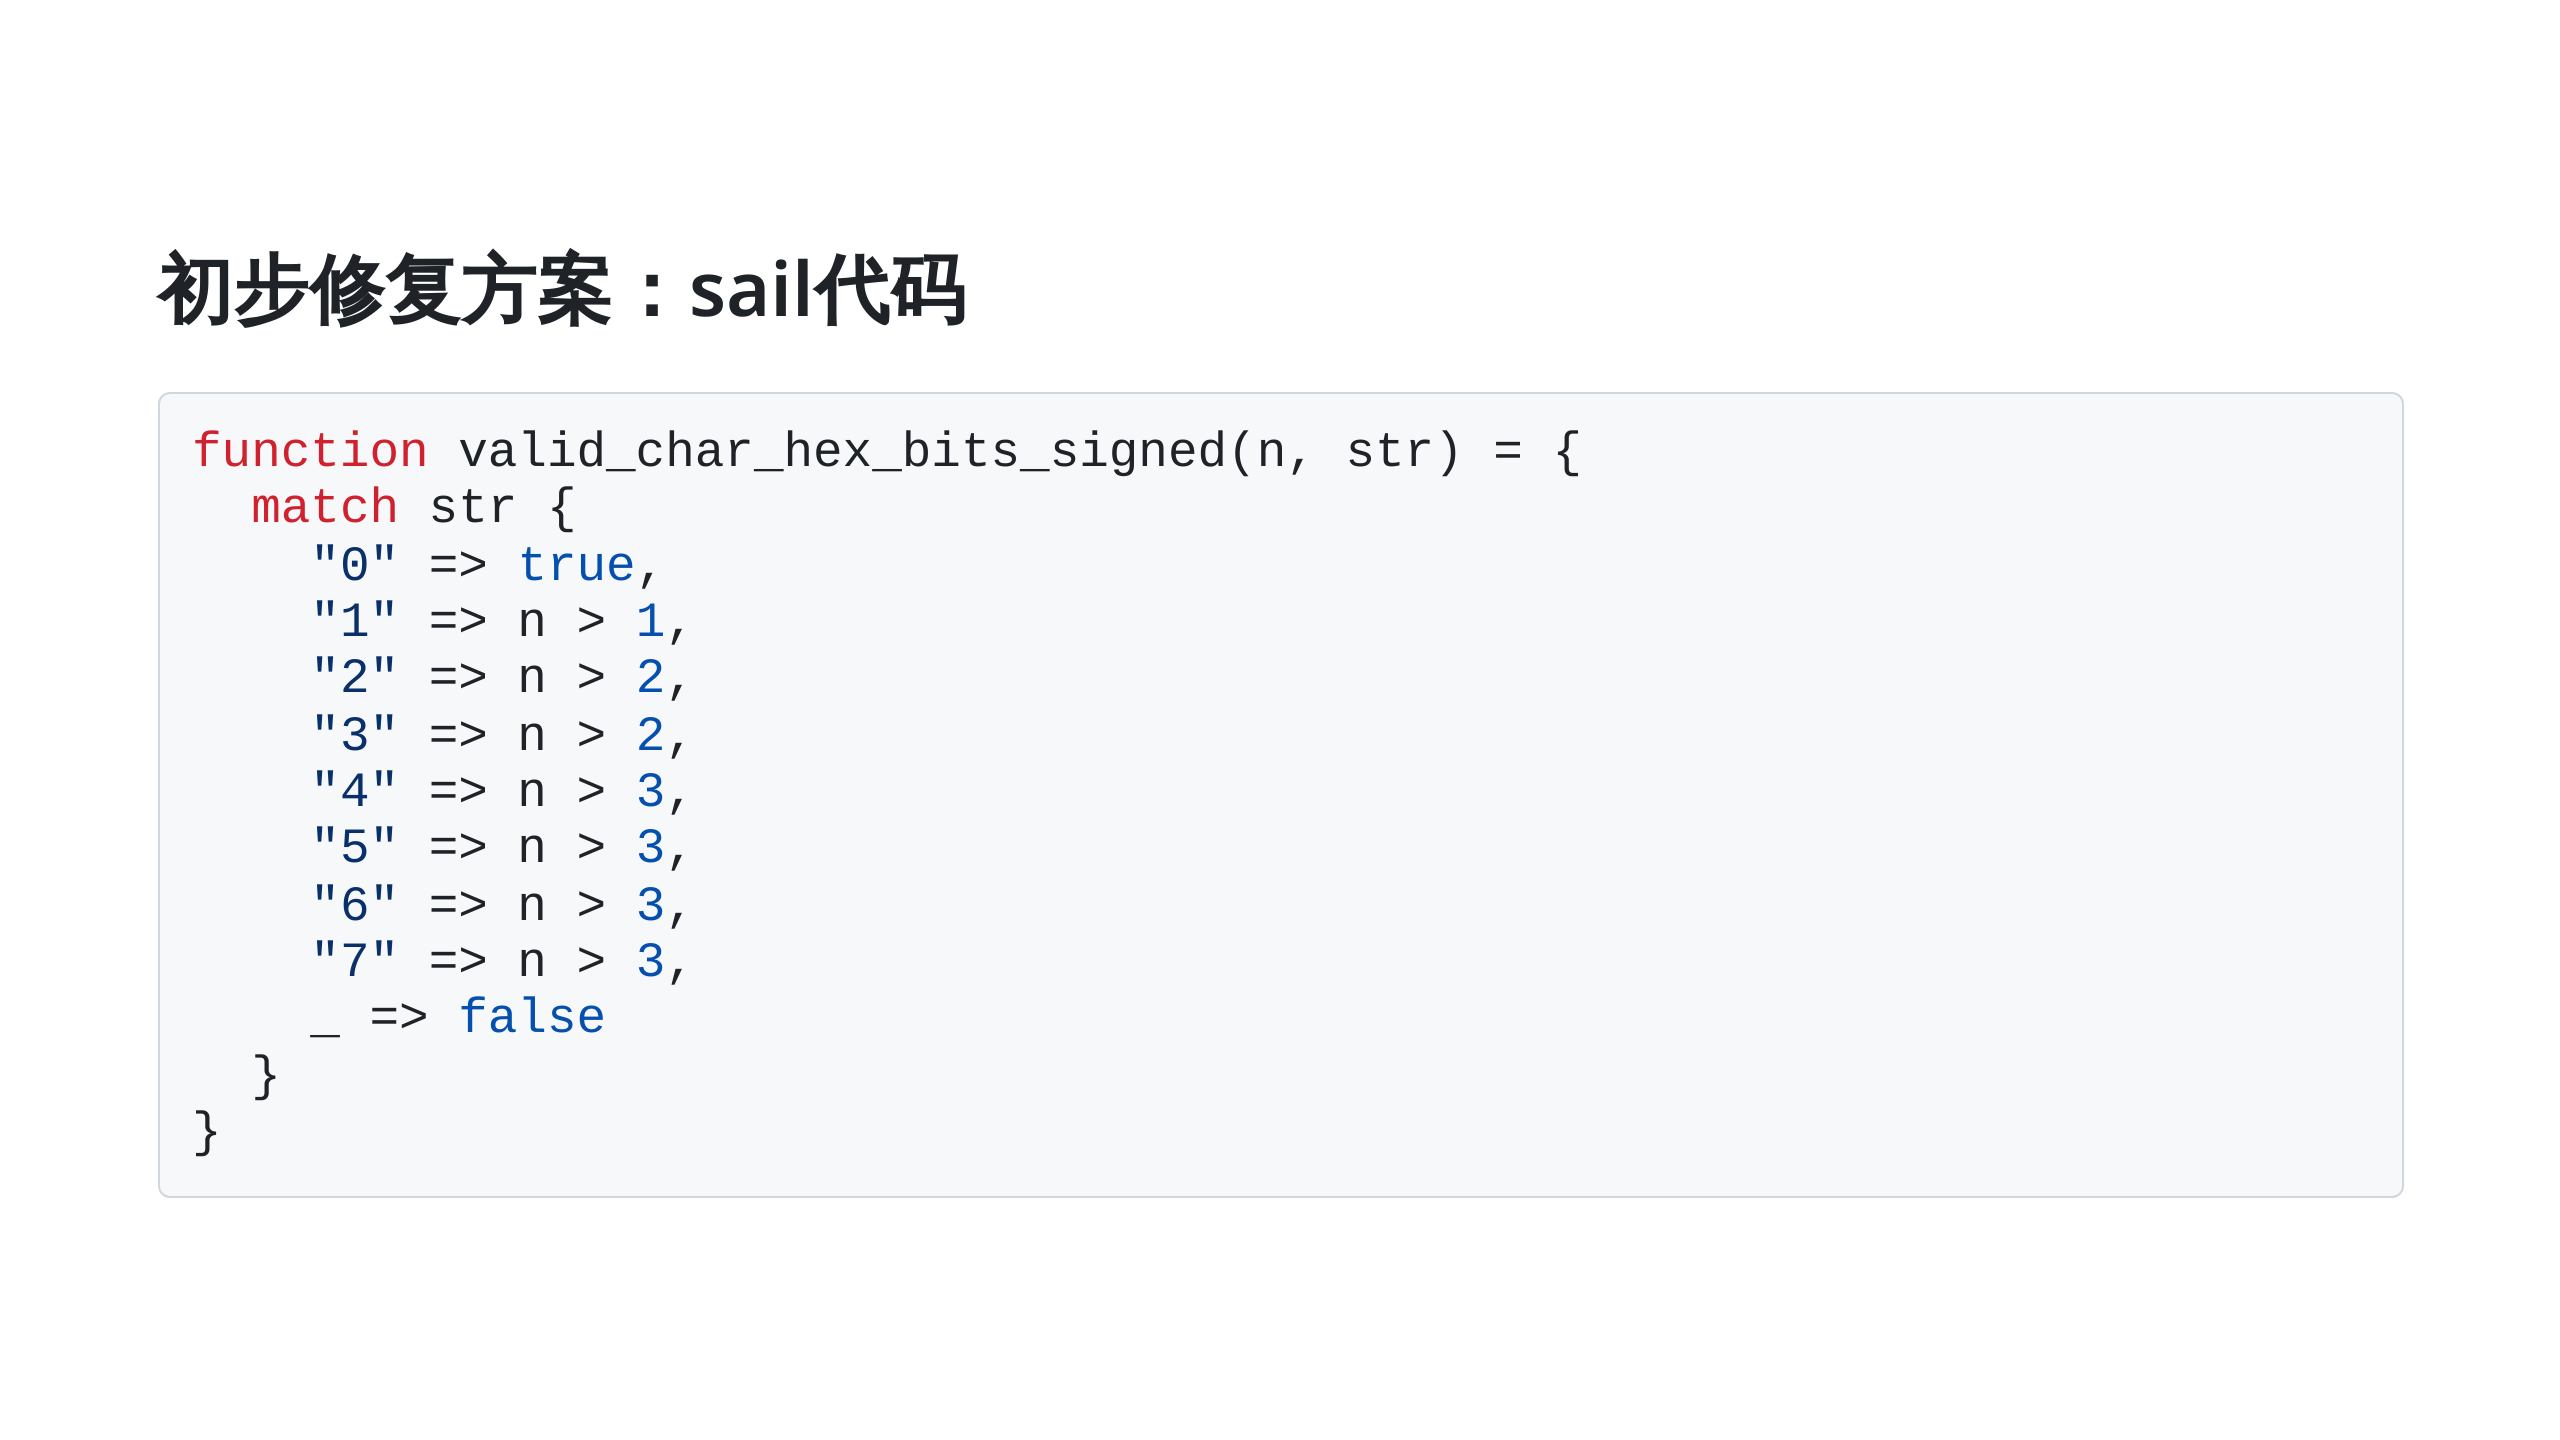 初步修复方案：sail代码
function valid_char_hex_bits_signed(n, str) = {
  match str {
    "0" => true,
    "1" => n > 1,
    "2" => n > 2,
    "3" => n > 2,
    "4" => n > 3,
    "5" => n > 3,
    "6" => n > 3,
    "7" => n > 3,
    _ => false
  }
}